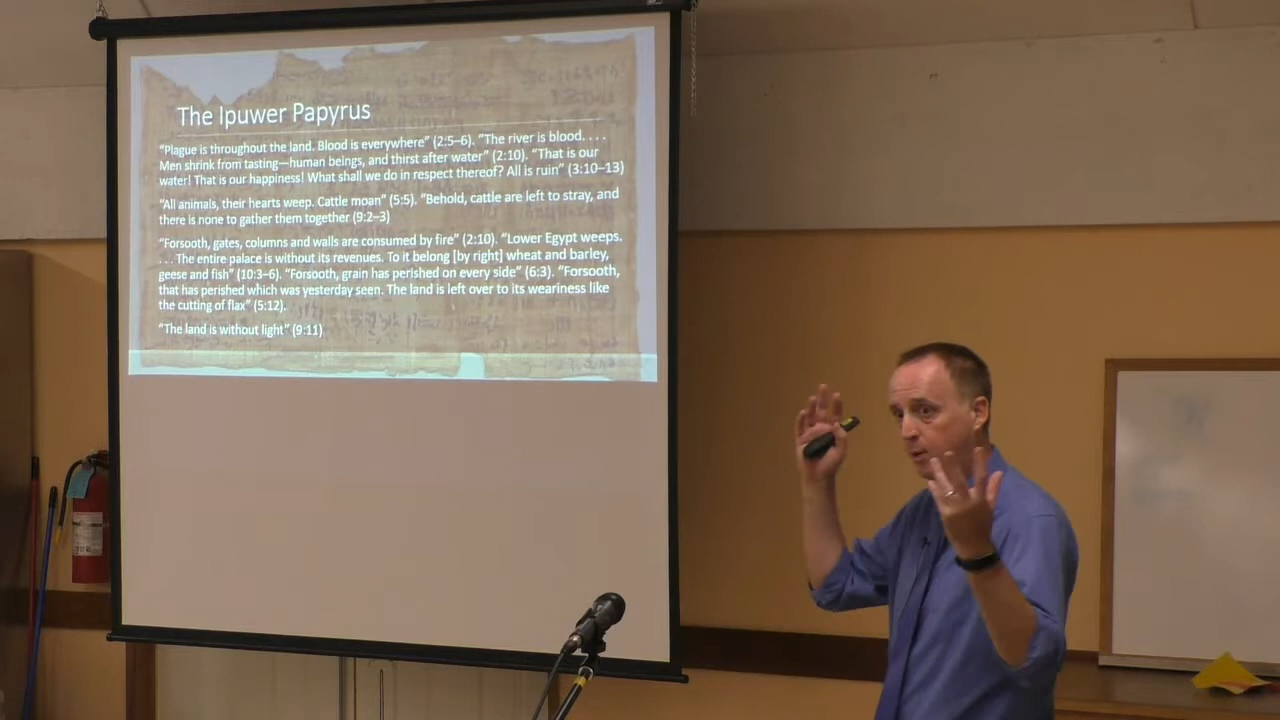 The Ipuwer Papyrus
"Plague is throughout the land. Blood is everywhere" (2:5–6). "The river is blood. . . .
Men shrink from tasting—human beings, and thirst after water" (2:10). "That is our
water! That is our happiness! What shall we do in respect thereof? All is ruin" (3:10–13)
"All animals, their hearts weep. Cattle moan" (5:5). "Behold, cattle are left to stray, and
there is none to gather them together (9:2–3)
"Forsooth, gates, columns and walls are consumed by fire" (2:10). "Lower Egypt weeps.
. . . The entire palace is without its revenues. To it belong [by right] wheat and barley,
geese and fish" (10:3–6). "Forsooth, grain has perished on every side" (6:3). "Forsooth,
that has perished which was yesterday seen. The land is left over to its weariness like
the cutting of flax" (5:12).
"The land is without light" (9:11)